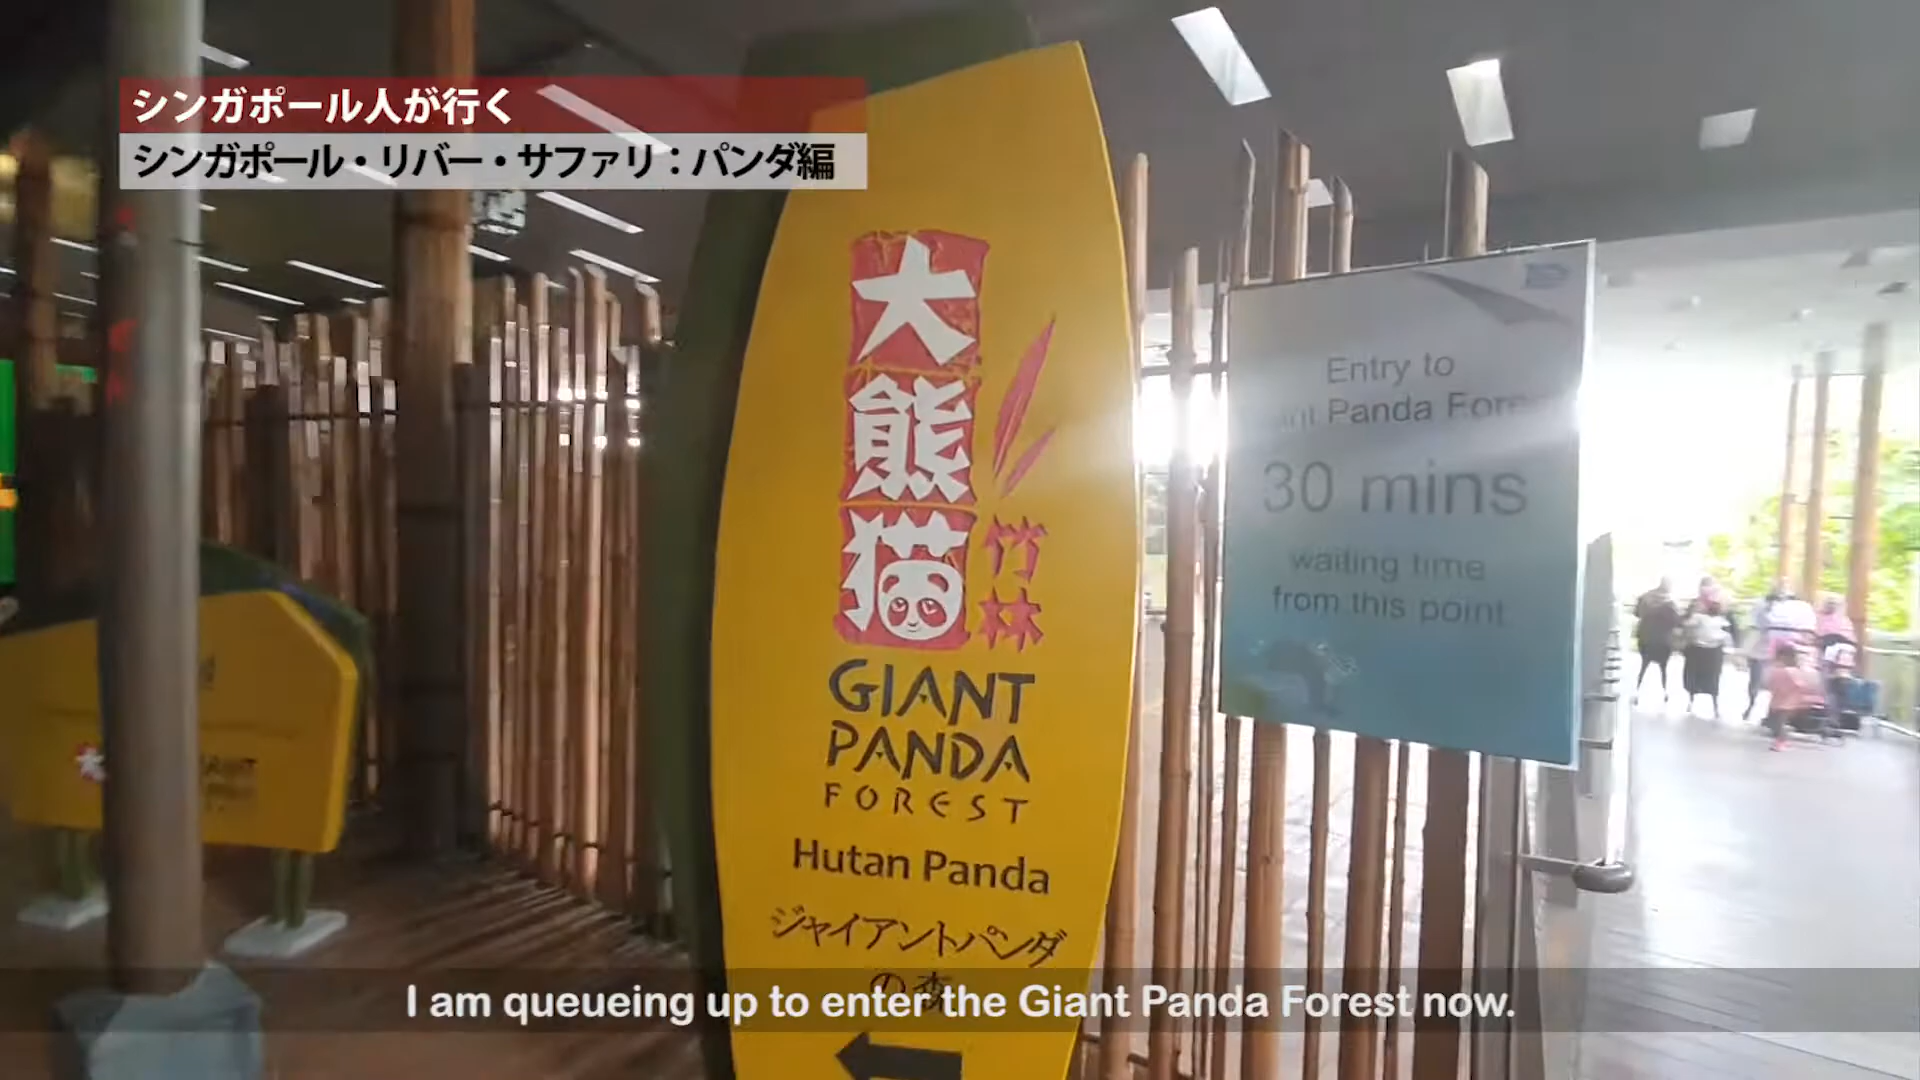 シンガポール人が行く
シンガポール・リバー・サファリ：パンダ編
大熊猫
竹林
GIANT
PANDA
FOREST
Hutan Panda
ジャイアントパンダ
の森
Entry to
Panda
30 mins
waiting time
from this point
I am queueing up to enter the Giant Panda Forest now.